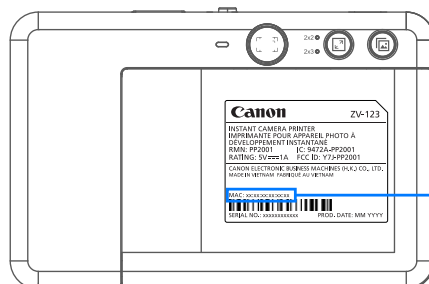 2x2
2x3
Canon ZV-123
INSTANT CAMERA PRINTER
IMPRIMANTE POUR APPAREIL PHOTO À
DÉVELOPPEMENT INSTANTANÉ
RMN: PP2001 IC: 9472A-PP2001
RATING: 5V⎓1A FCC ID: Y7J-PP2001
CANON ELECTRONIC BUSINESS MACHINES (H.K.) CO., LTD.
MADE IN VIETNAM FABRIQUÉ AU VIETNAM
MAC: xx:xx:xx:xx:xx:xx
SERIAL NO.: xxxxxxxxxxxx PROD. DATE: MM YYYY